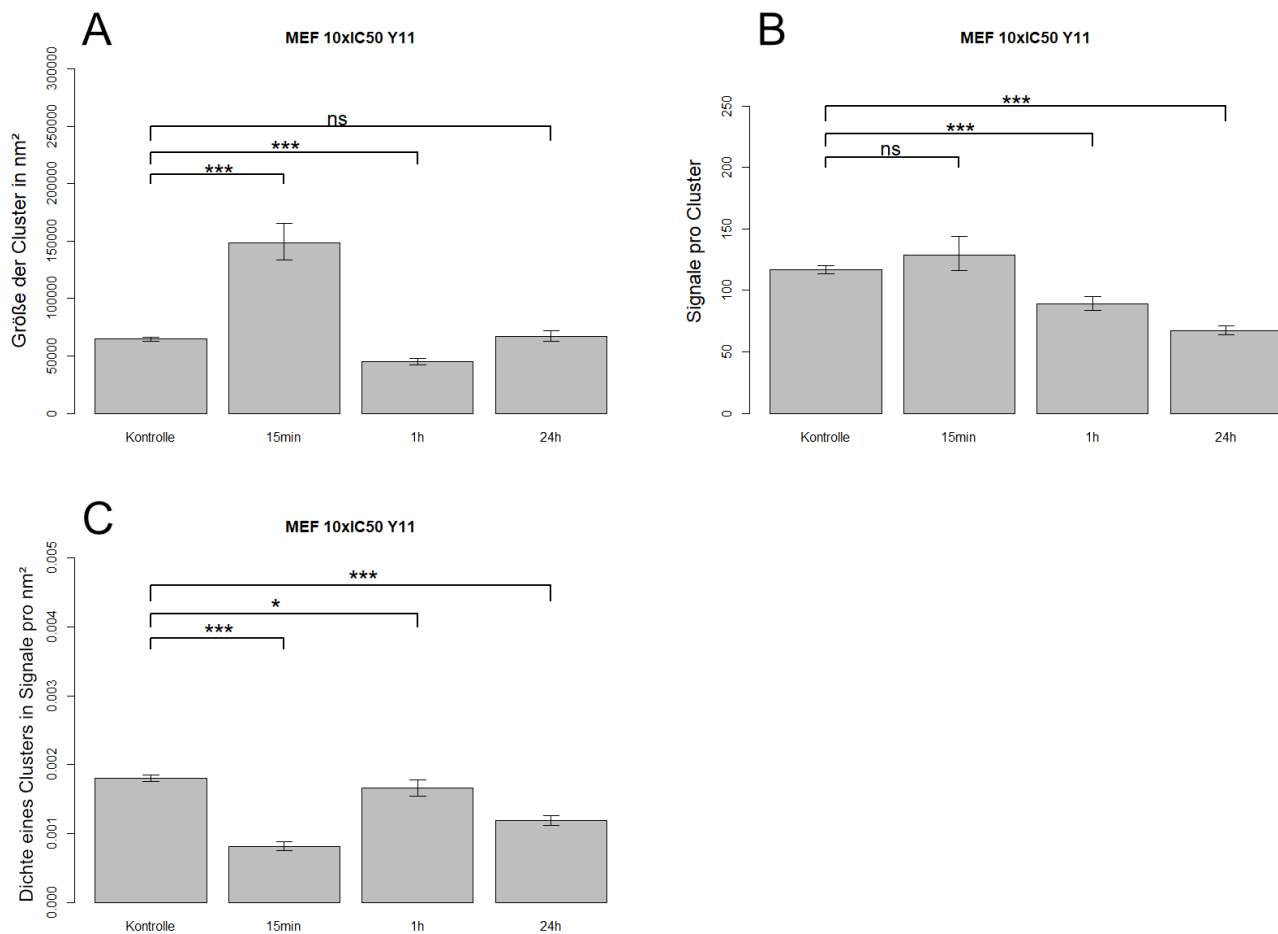 A
MEF 10xIC50 Y11
Größe der Cluster in nm²
300000
250000
200000
150000
100000
50000
0
ns
***
***
Kontrolle 15min 1h 24h
B
MEF 10xIC50 Y11
Signale pro Cluster
250
200
150
100
50
0
***
***
ns
Kontrolle 15min 1h 24h
C
MEF 10xIC50 Y11
Dichte eines Clusters in Signale pro nm²
0.005
0.004
0.003
0.002
0.001
0.000
***
*
***
Kontrolle 15min 1h 24h